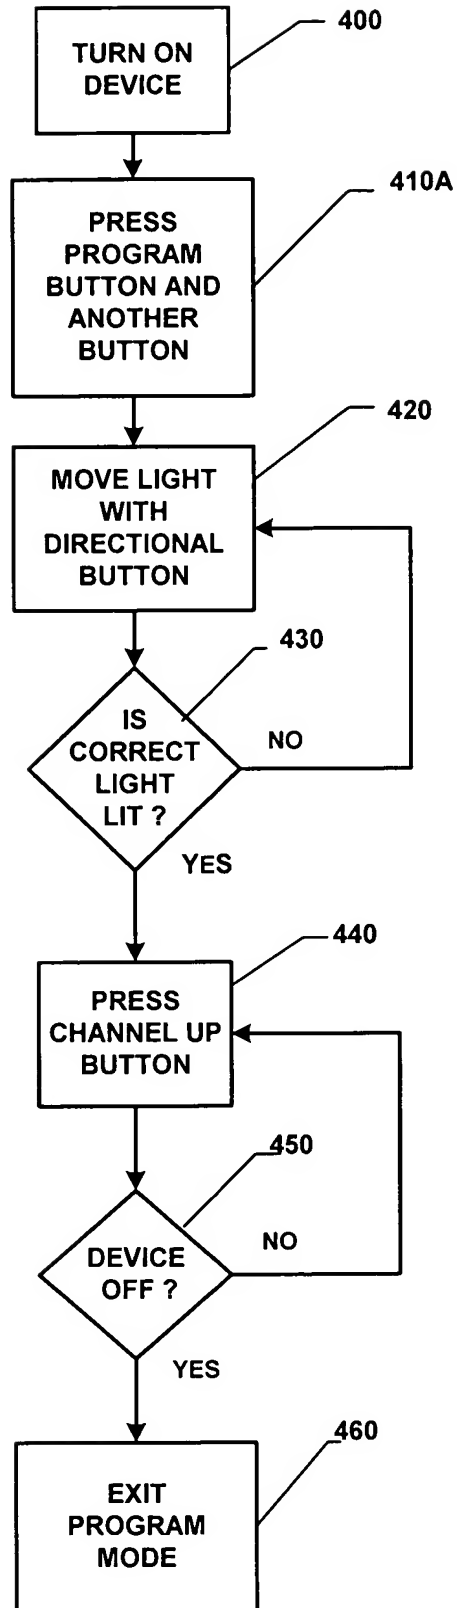 400
TURN ON
DEVICE
410A
PRESS
PROGRAM
BUTTON AND
ANOTHER
BUTTON
420
MOVE LIGHT
WITH
DIRECTIONAL
BUTTON
430
IS
CORRECT
LIGHT
LIT ?
NO
YES
440
PRESS
CHANNEL UP
BUTTON
450
DEVICE
OFF ?
NO
YES
460
EXIT
PROGRAM
MODE